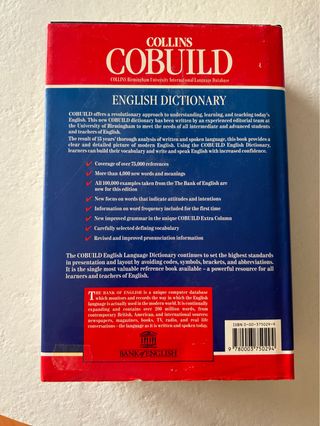 COLLINS
COBUILD
COLLINS Birmingham University International Language Database
ENGLISH DICTIONARY
COBUILD offers a revolutionary approach to understanding, learning, and teaching today's
English. This new COBUILD dictionary has been written by an experienced editorial team at
the University of Birmingham to meet the needs of all intermediate and advanced students
and teachers of English.
The result of 15 years' thorough analysis of written and spoken language, this book provides a
clear and detailed picture of modern English. Using the COBUILD English Dictionary,
learners can build their vocabulary and write and speak English with increased confidence.
Coverage of over 75,000 references
More than 4,000 new words and meanings
All 100,000 examples taken from the The Bank of English are
new for this edition
New focus on words that indicate attitudes and intentions
Information on word frequency included for the first time
New improved grammar in the unique COBUILD Extra Column
Carefully selected defining vocabulary
Revised and improved pronunciation information
The COBUILD English Language Dictionary continues to set the highest standards
in presentation and layout by avoiding codes, symbols, brackets, and abbreviations.
It is the single most valuable reference book available – a powerful resource for all
learners and teachers of English.
THE BANK OF ENGLISH is a unique computer database
which monitors and records the way in which the English
language is actually used in the modern world. It is continually
expanding and contains over 200 million words, from
contemporary British, American, and international sources:
newspapers, magazines, books, TV, radio, and real life
conversations – the language as it is written and spoken today.
BANK of ENGLISH
ISBN 0-00-375029-4
9 780003 750294